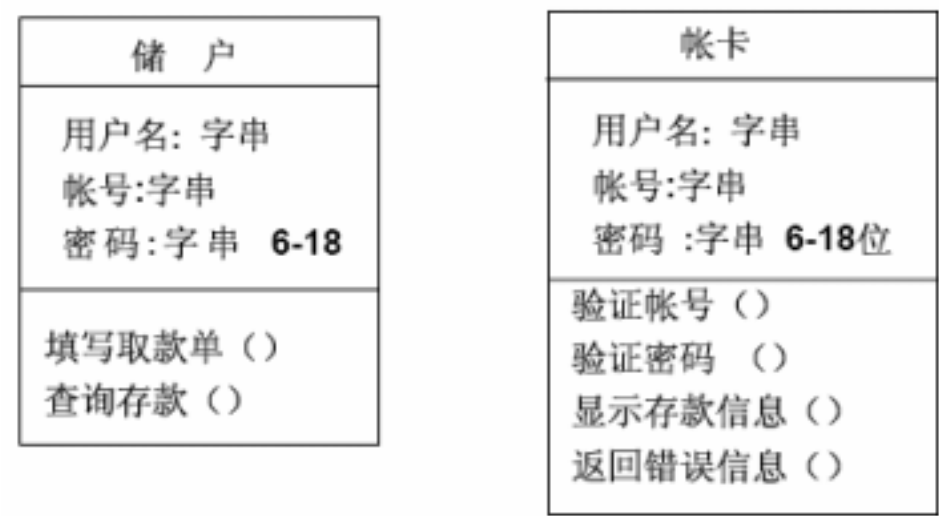 储 户
用户名: 字串
帐号:字串
密码:字串 6-18
填写取款单（）
查询存款（）
帐卡
用户名: 字串
帐号:字串
密码 :字串 6-18位
验证帐号（）
验证密码 （）
显示存款信息（）
返回错误信息（）